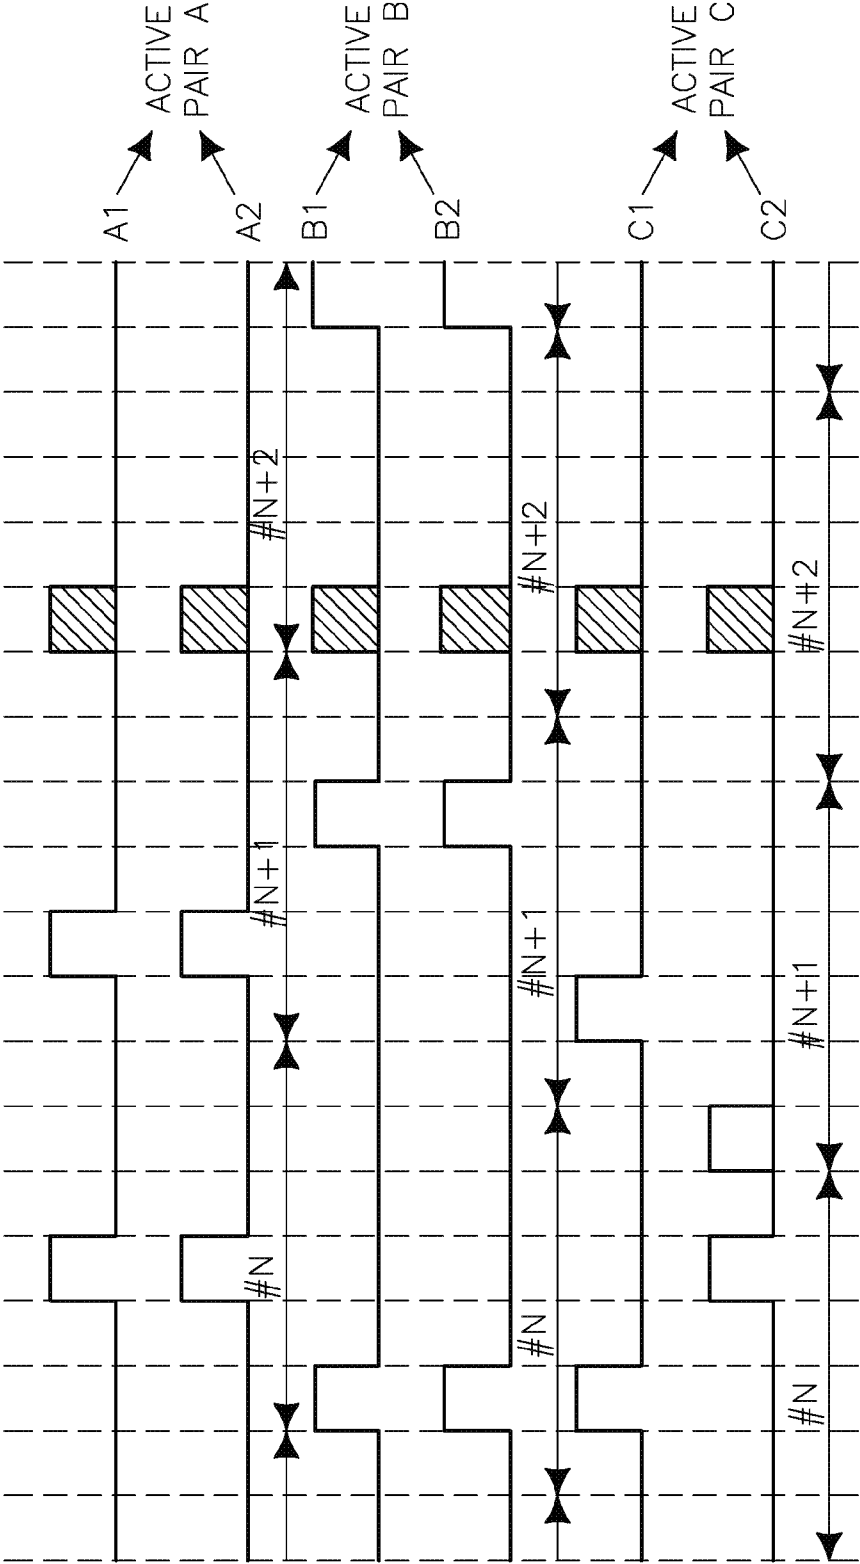 ACTIVE
PAIR A
ACTIVE
PAIR B
ACTIVE
PAIR C
A1
A2
B1
B2
C1
C2
#N+2
#N+2
#N+2
#N+1
#N+1
#N+1
#N
#N
#N